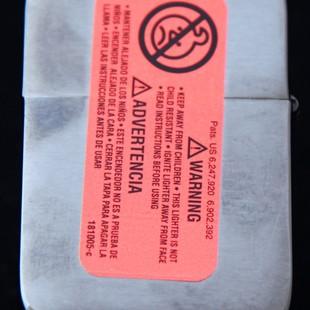 Pats. US 6,247,920 6,902,392
⚠ WARNING
• KEEP AWAY FROM CHILDREN • THIS LIGHTER IS NOT
CHILD RESISTANT • IGNITE LIGHTER AWAY FROM FACE
• READ INSTRUCTIONS BEFORE USING
⚠ ADVERTENCIA
• MANTENER ALEJADO DE LOS NIÑOS • ESTE ENCENDEDOR NO ES A PRUEBA DE
NIÑOS • ENCENDER ALEJADO DE LA CARA • CERRAR LA TAPA PARA APAGAR LA
LLAMA • LEER LAS INSTRUCCIONES ANTES DE USAR
181005-c